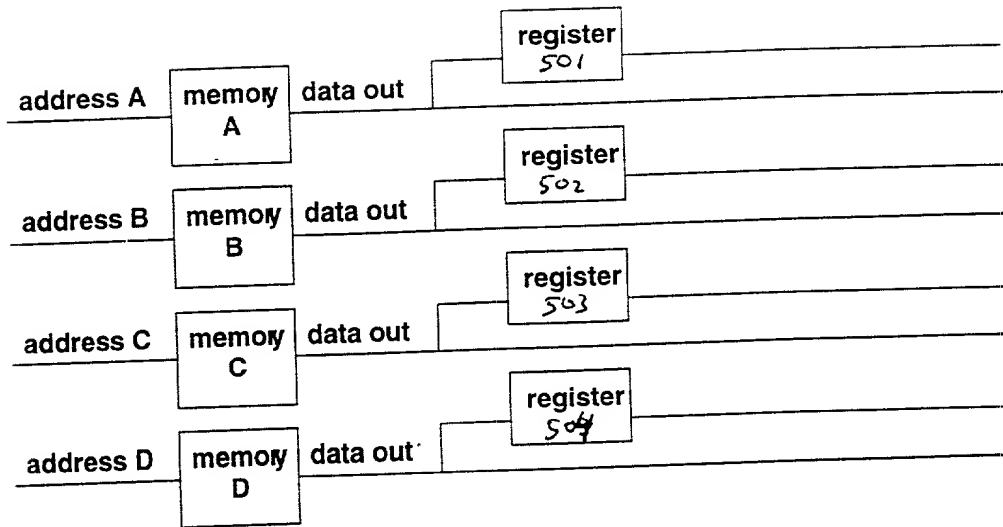 register
501
address A
memory
A
data out
register
502
address B
memory
B
data out
register
503
address C
memory
C
data out
register
504
address D
memory
D
data out